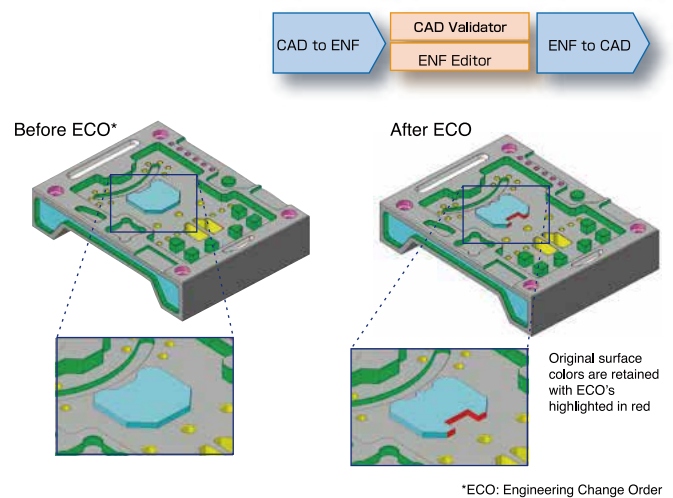 CAD to ENF
CAD Validator
ENF Editor
ENF to CAD
Before ECO*
After ECO
Original surface
colors are retained
with ECO's
highlighted in red
*ECO: Engineering Change Order